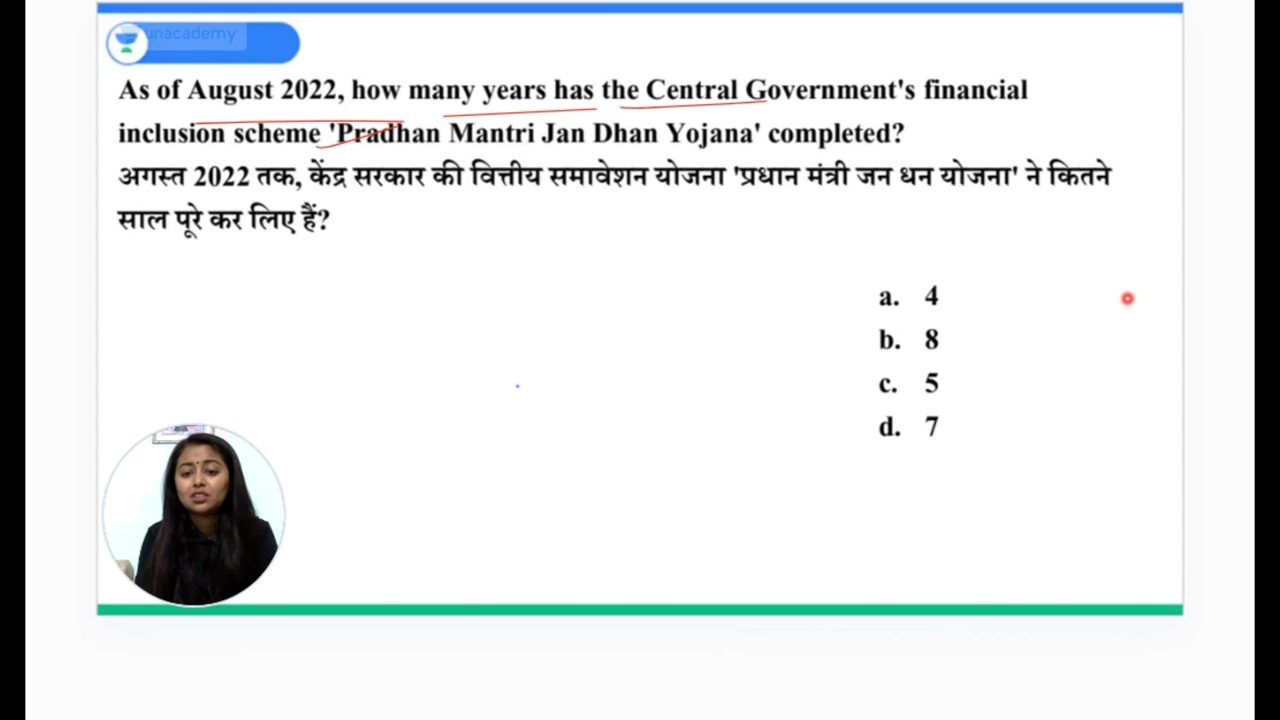 unacademy
As of August 2022, how many years has the Central Government's financial
inclusion scheme 'Pradhan Mantri Jan Dhan Yojana' completed?
अगस्त 2022 तक, केंद्र सरकार की वित्तीय समावेशन योजना 'प्रधान मंत्री जन धन योजना' ने कितने
साल पूरे कर लिए हैं?
a. 4
b. 8
c. 5
d. 7